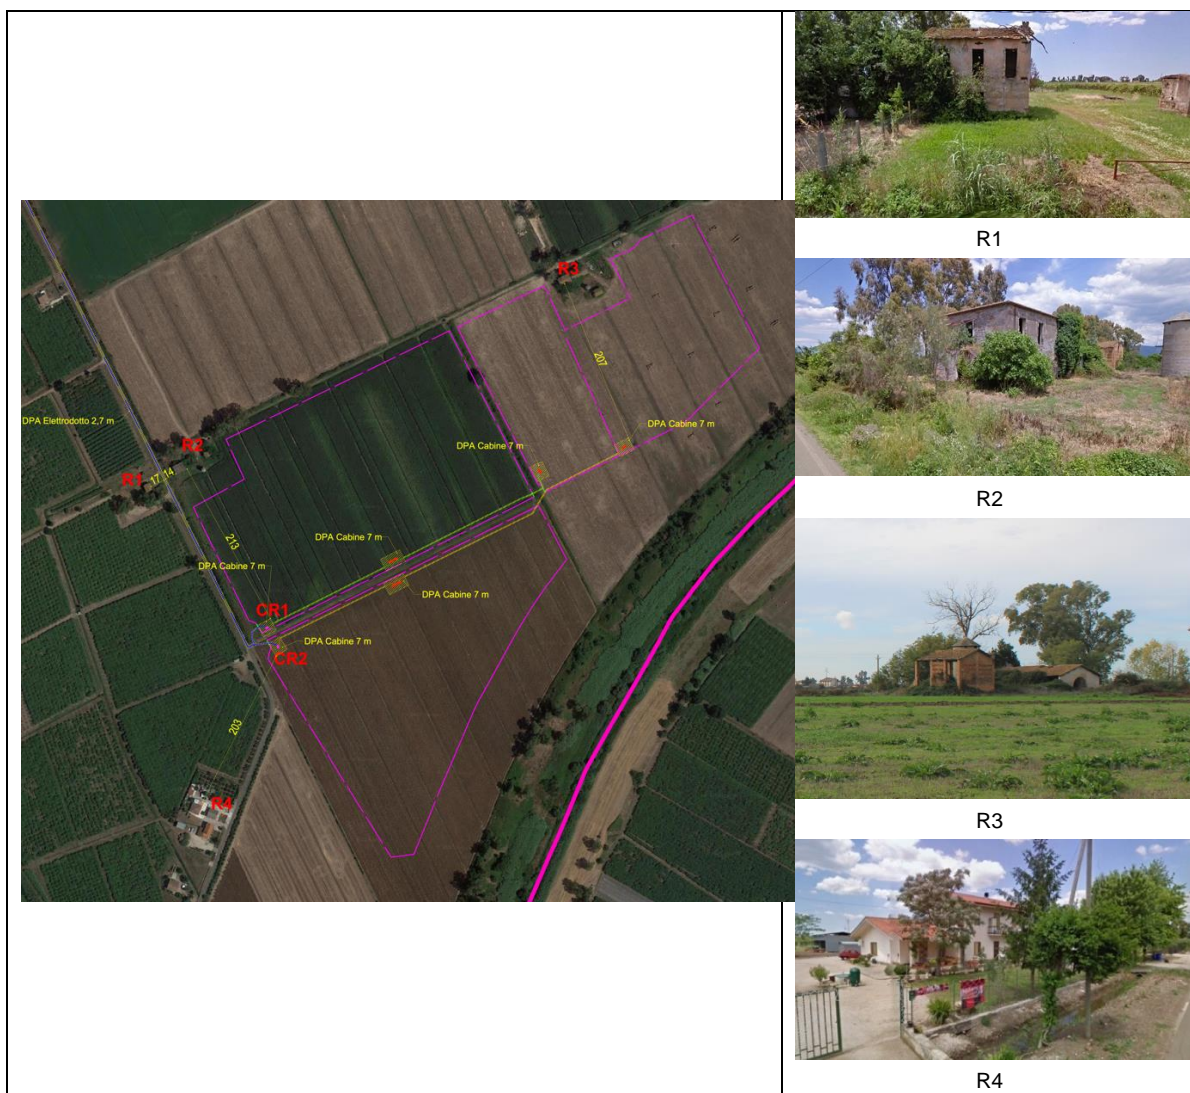 R3
207
DPA Elettrodotto 2,7 m
DPA Cabine 7 m
DPA Cabine 7 m
R2
R1
17
14
213
DPA Cabine 7 m
DPA Cabine 7 m
DPA Cabine 7 m
CR1
DPA Cabine 7 m
CR2
203
R4
R1
R2
R3
R4